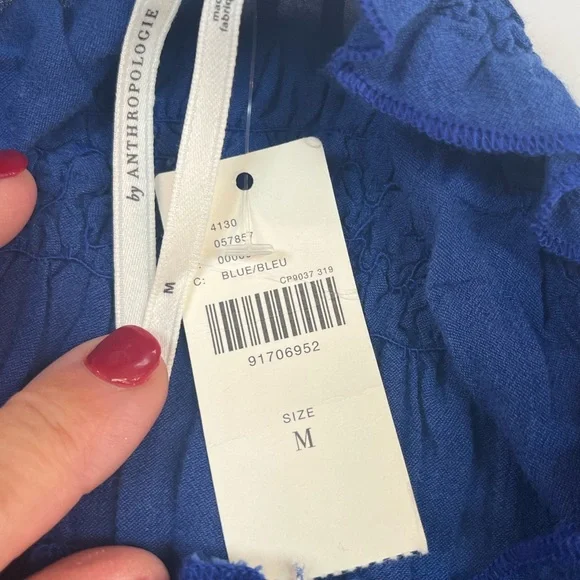 by ANTHROPOLOGIE
M
4130
057857
C: BLUE/BLEU
CP9037 319
91706952
SIZE
M